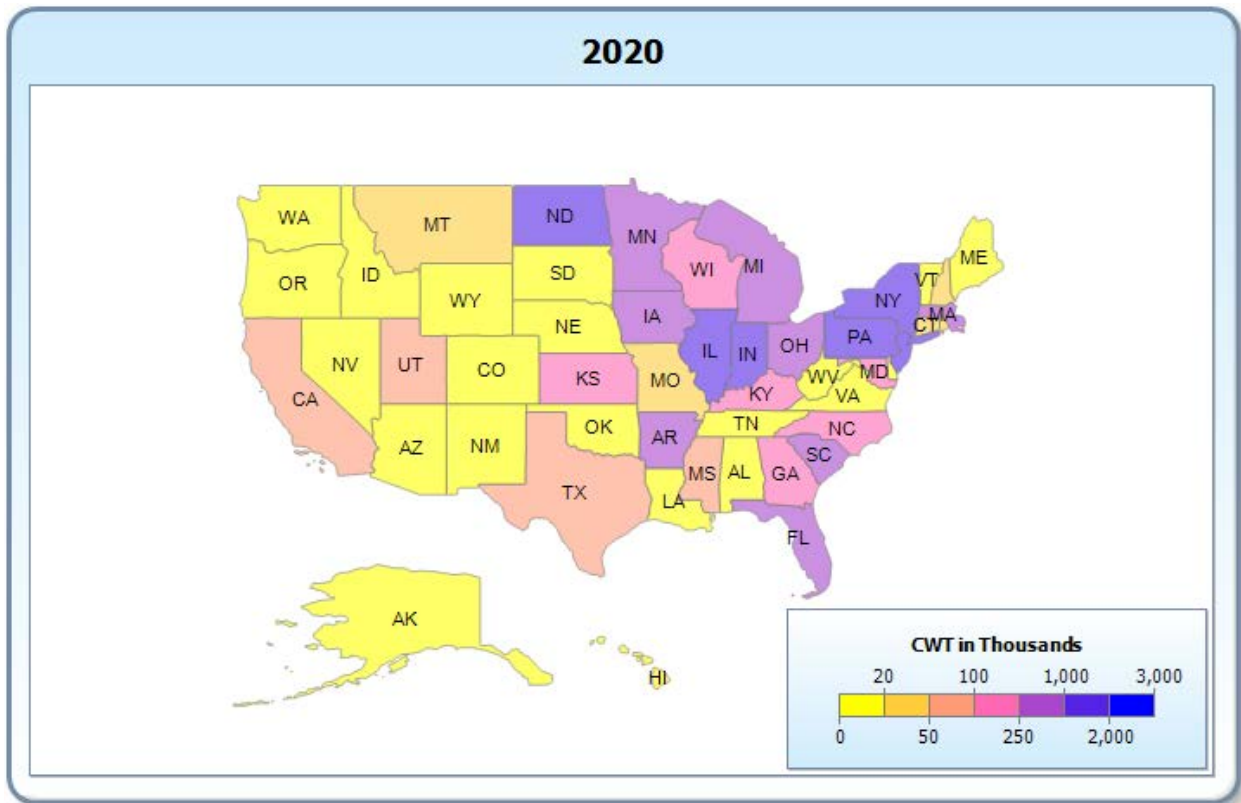 2020
WA
MT
ND
MN
ME
OR
ID
SD
WI
MI
VT
WY
NY
MA
IA
CT
NE
PA
NV
UT
CO
IL
IN
OH
CA
KS
MO
WV
MD
KY
VA
AZ
NM
OK
AR
TN
NC
SC
TX
MS
AL
GA
LA
FL
AK
HI
CWT in Thousands
20 100 1,000 3,000
0 50 250 2,000